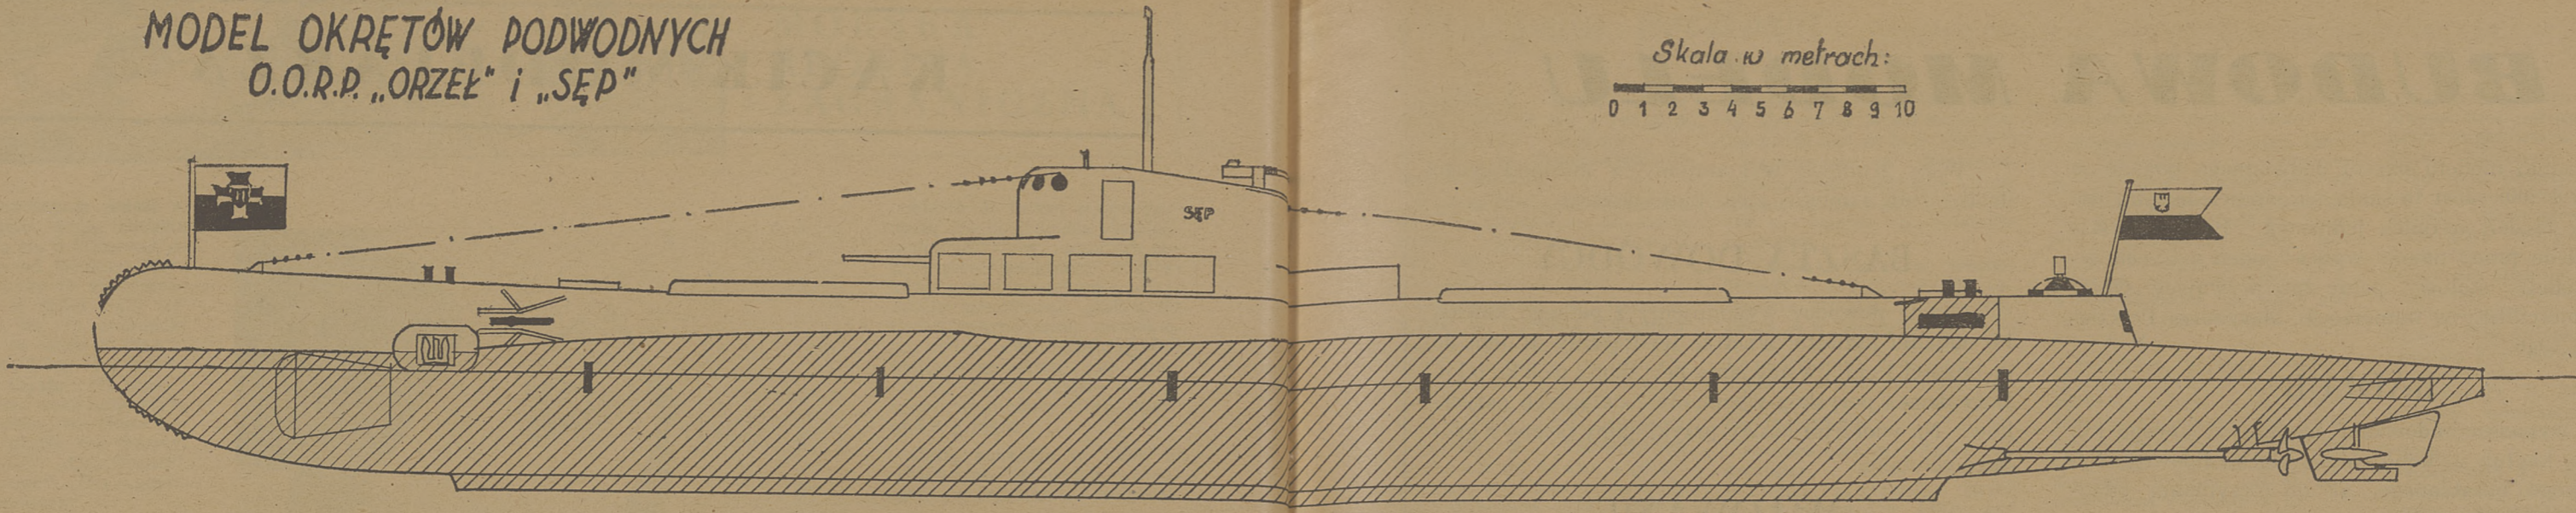 MODEL OKRĘTÓW PODWODNYCH
O.O.R.P. „ORZEŁ" i „SĘP"
Skala w metrach:
0 1 2 3 4 5 6 7 8 9 10
SĘP